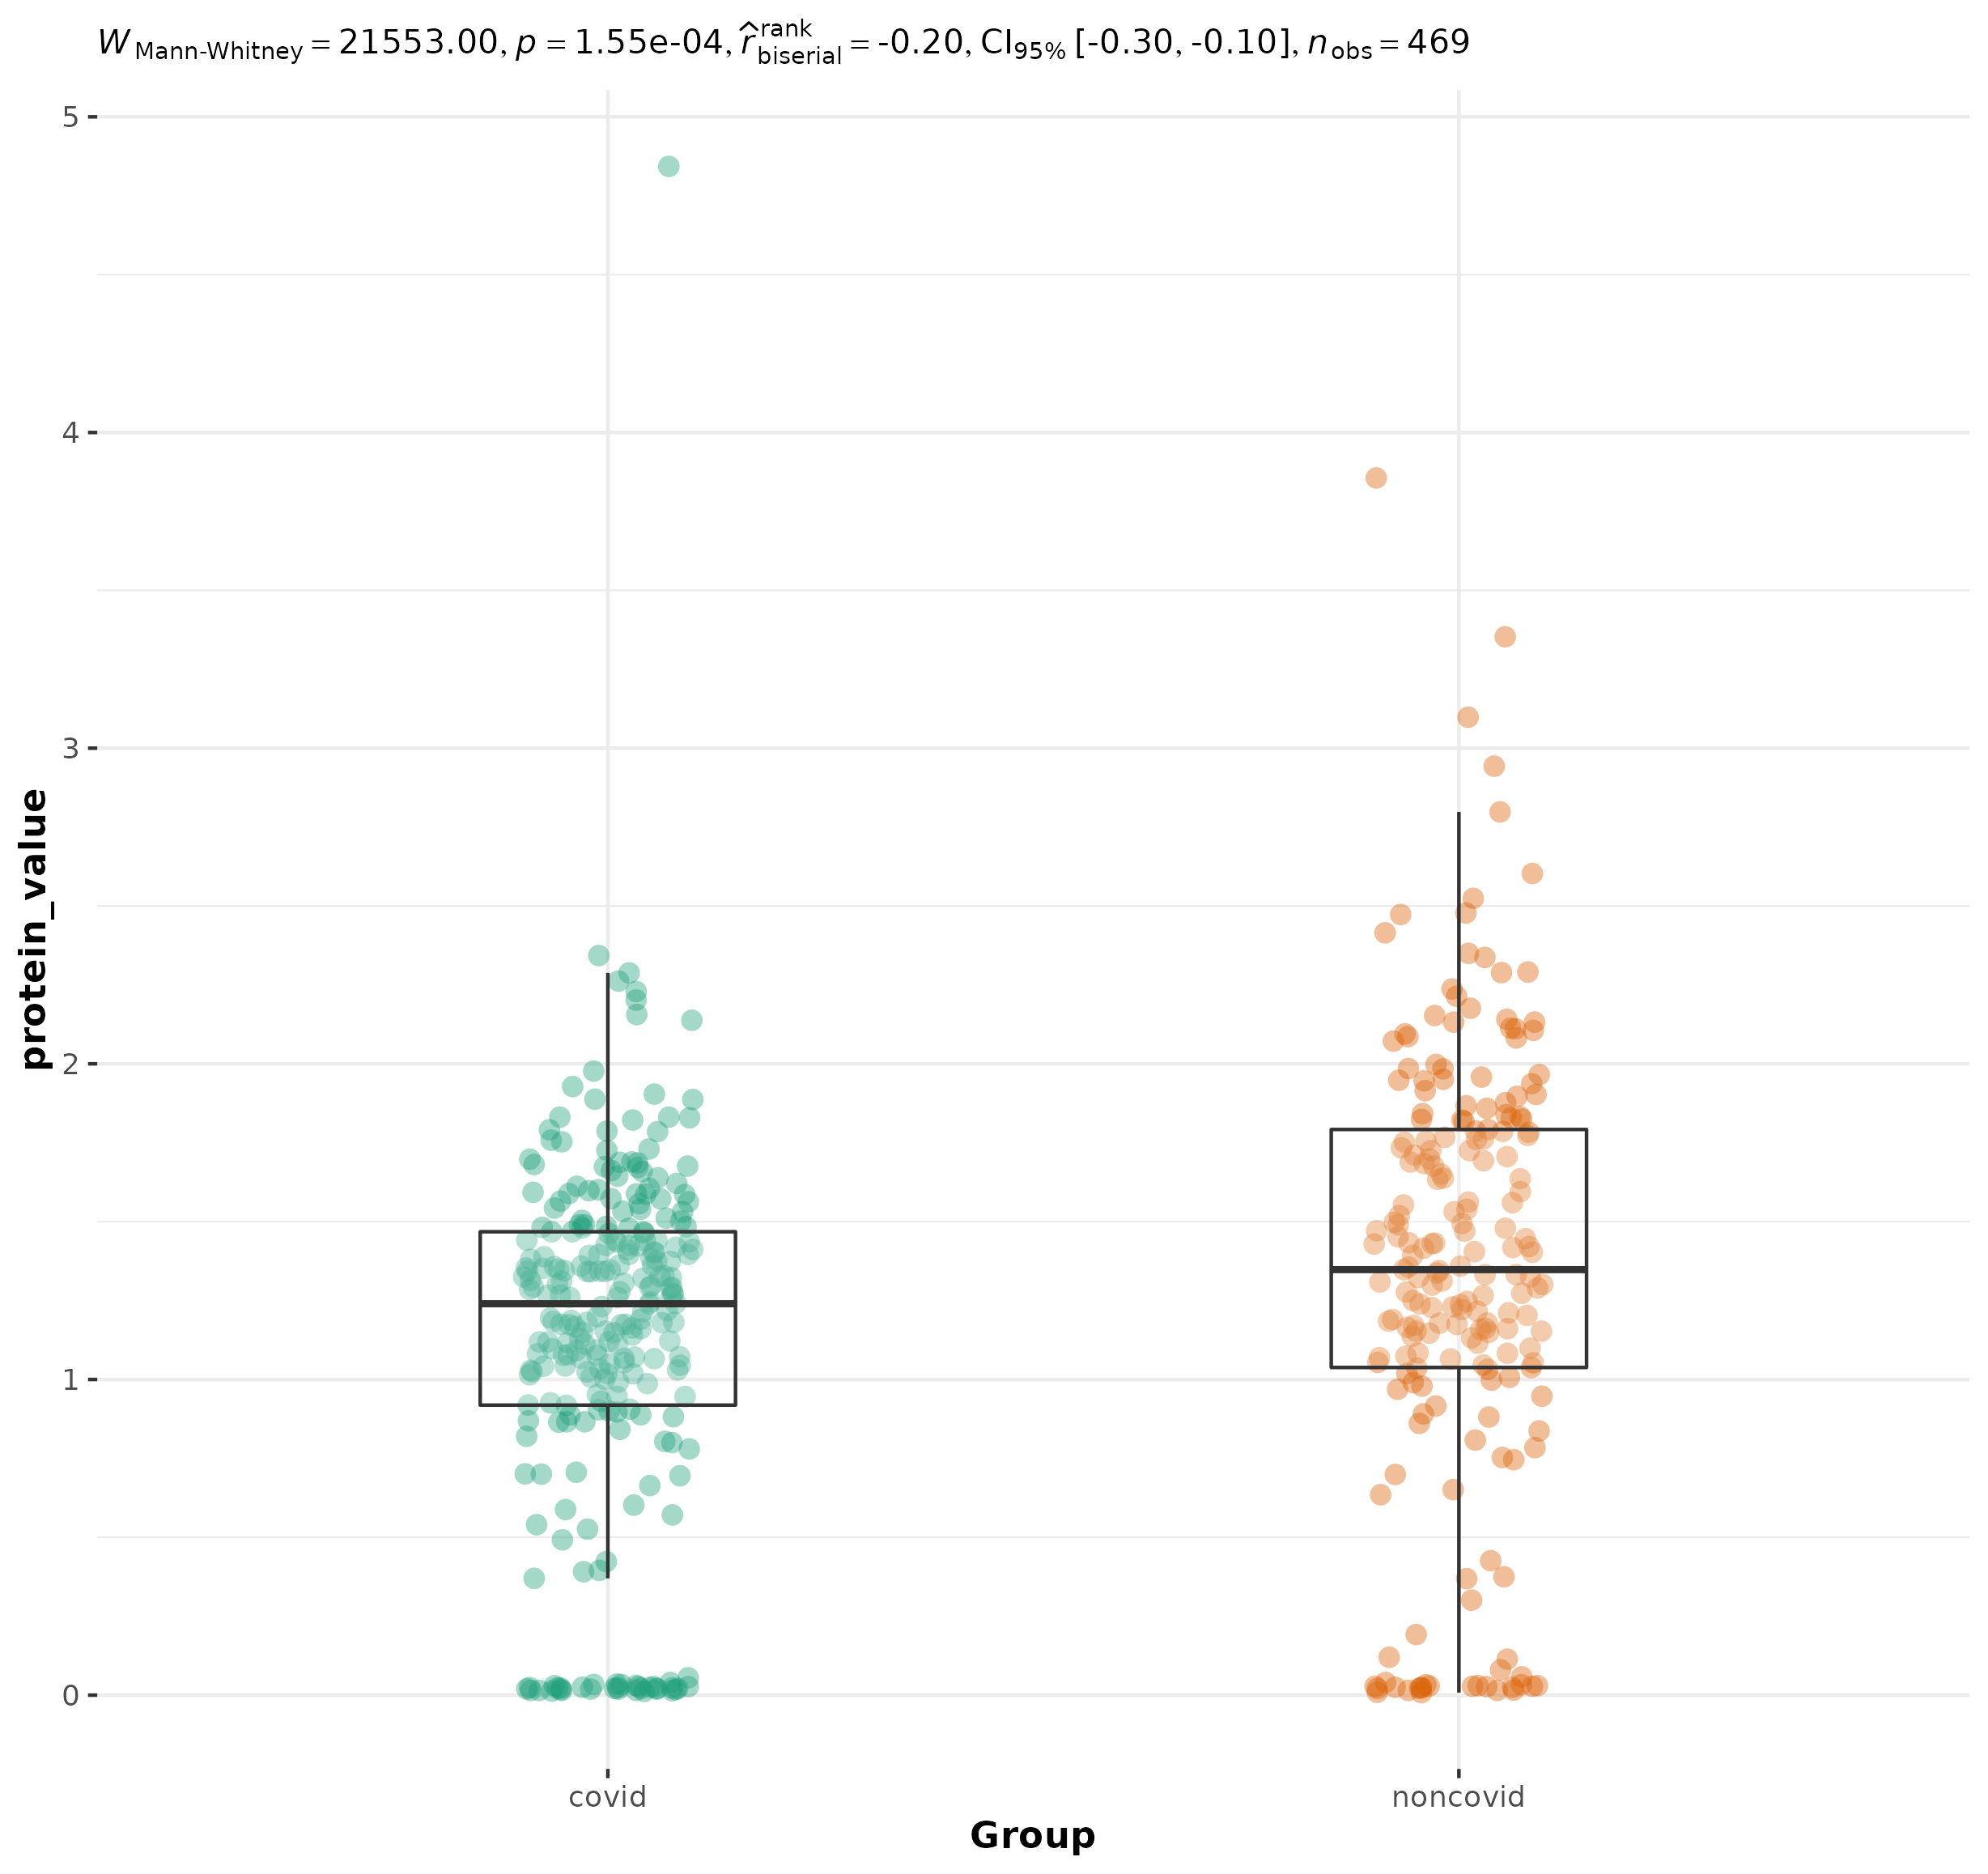 W Mann-Whitney = 21553.00, p = 1.55e-04, r̂ rank biserial = -0.20, CI95% [-0.30, -0.10], nobs = 469
5
4
3
2
1
0
protein_value
covid noncovid
Group